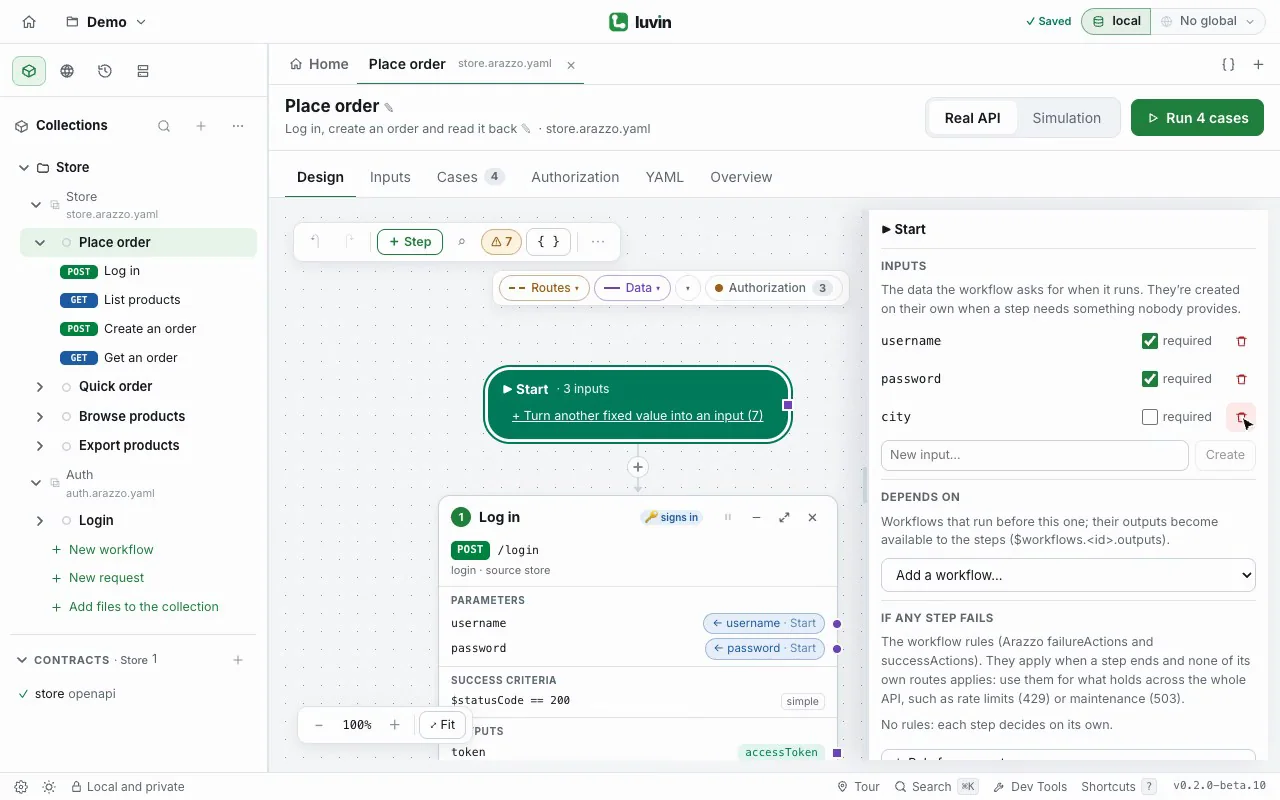 Demo
luvin
Saved
local
No global
Home
Place order store.arazzo.yaml
Place order
Log in, create an order and read it back · store.arazzo.yaml
Real API
Simulation
Run 4 cases
Collections
Store
Store
store.arazzo.yaml
Place order
POST Log in
GET List products
POST Create an order
GET Get an order
Quick order
Browse products
Export products
Auth
auth.arazzo.yaml
Login
+ New workflow
+ New request
+ Add files to the collection
CONTRACTS · Store 1
store openapi
Design
Inputs
Cases 4
Authorization
YAML
Overview
+ Step
7
{ }
...
Routes
Data
Authorization 3
Start · 3 inputs
+ Turn another fixed value into an input (7)
1 Log in
signs in
POST /login
login · source store
PARAMETERS
username ← username · Start
password ← password · Start
SUCCESS CRITERIA
$statusCode == 200 simple
TPUTS
token accessToken
− 100% +
Fit
Start
INPUTS
The data the workflow asks for when it runs. They're created
on their own when a step needs something nobody provides.
username required
password required
city required
New input...
Create
DEPENDS ON
Workflows that run before this one; their outputs become
available to the steps ($workflows.<id>.outputs).
Add a workflow...
IF ANY STEP FAILS
The workflow rules (Arazzo failureActions and
successActions). They apply when a step ends and none of its
own routes applies: use them for what holds across the whole
API, such as rate limits (429) or maintenance (503).
No rules: each step decides on its own.
Local and private
Tour
Search ⌘K
Dev Tools
Shortcuts ?
v0.2.0-beta.10